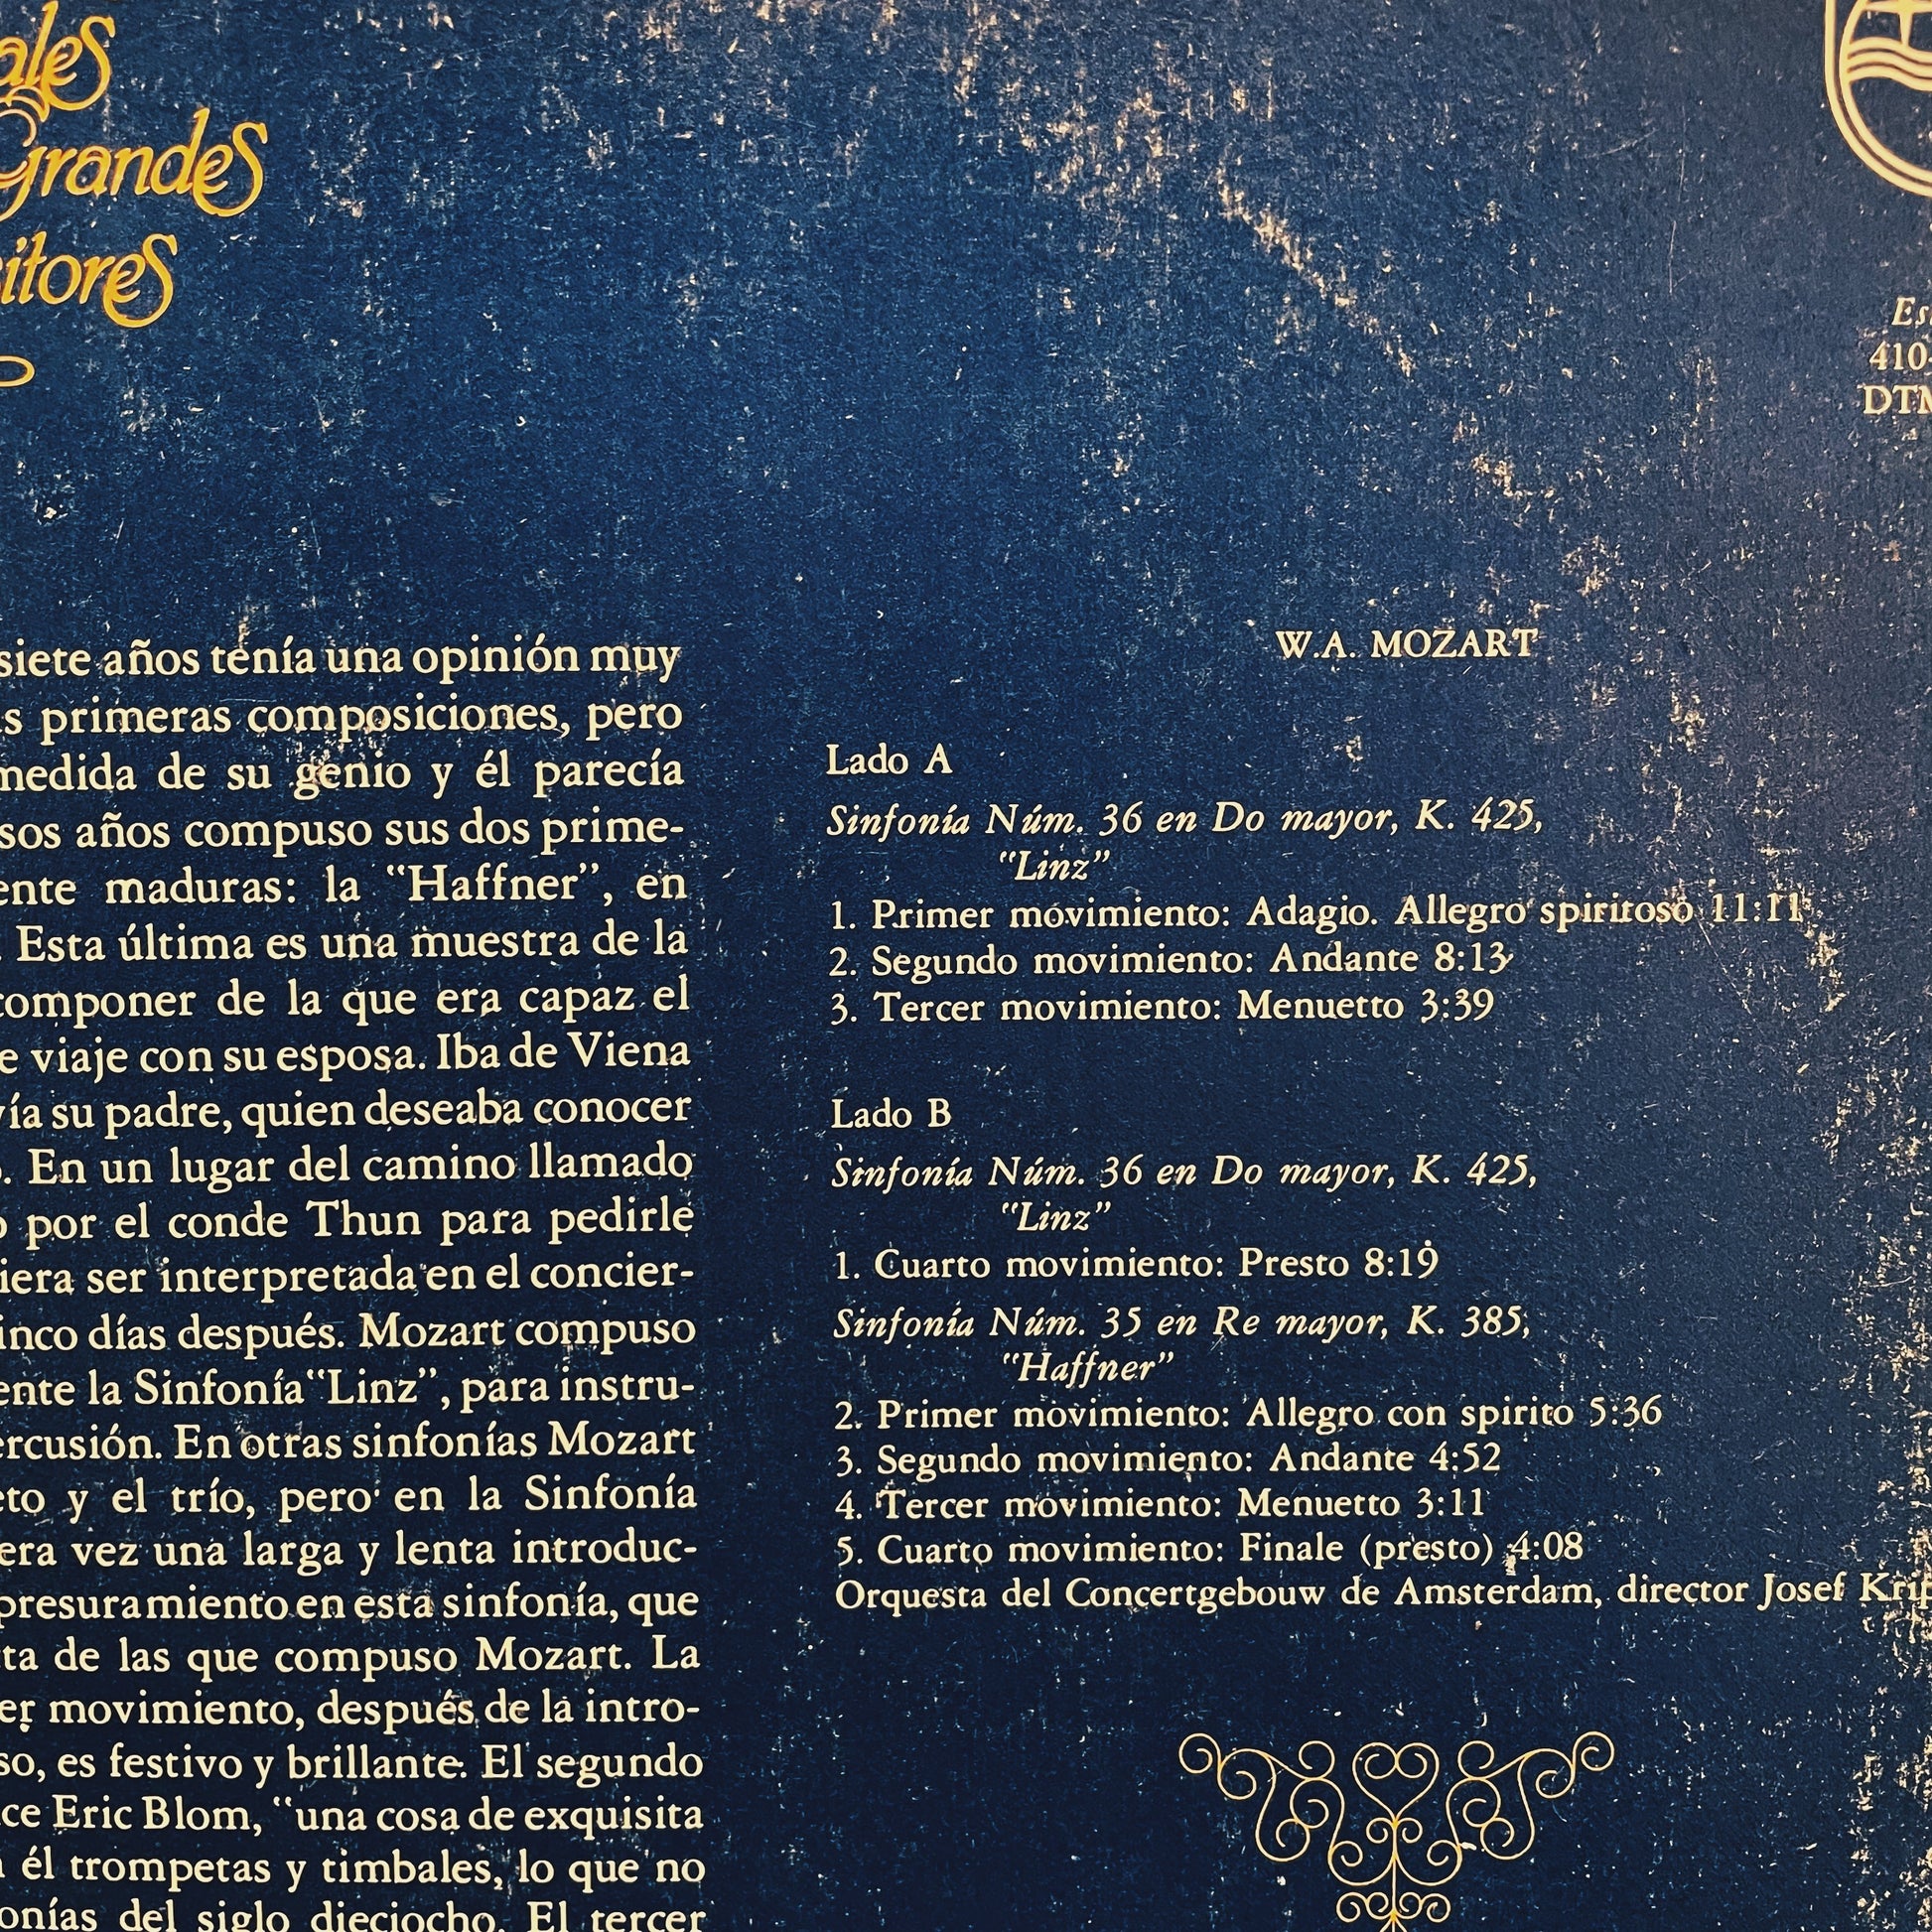 ales
Grandes
sitores
Es
410-
DTM
siete años tenía una opinión muy
s primeras composiciones, pero
medida de su genio y él parecía
sos años compuso sus dos prime-
ente maduras: la "Haffner", en
. Esta última es una muestra de la
componer de la que era capaz el
e viaje con su esposa. Iba de Viena
vía su padre, quien deseaba conocer
o. En un lugar del camino llamado
o por el conde Thun para pedirle
iera ser interpretada en el concier-
inco días después. Mozart compuso
ente la Sinfonía "Linz", para instru-
ercusión. En otras sinfonías Mozart
eto y el trío, pero en la Sinfonía
era vez una larga y lenta introduc-
presuramiento en esta sinfonía, que
ta de las que compuso Mozart. La
er movimiento, después de la intro-
so, es festivo y brillante. El segundo
ce Eric Blom, "una cosa de exquisita
él trompetas y timbales, lo que no
onías del siglo dieciocho. El tercer
W.A. MOZART
Lado A
Sinfonía Núm. 36 en Do mayor, K. 425,
"Linz"
1. Primer movimiento: Adagio. Allegro spiritoso 11:11
2. Segundo movimiento: Andante 8:13
3. Tercer movimiento: Menuetto 3:39
Lado B
Sinfonía Núm. 36 en Do mayor, K. 425,
"Linz"
1. Cuarto movimiento: Presto 8:19
Sinfonía Núm. 35 en Re mayor, K. 385,
"Haffner"
2. Primer movimiento: Allegro con spirito 5:36
3. Segundo movimiento: Andante 4:52
4. Tercer movimiento: Menuetto 3:11
5. Cuarto movimiento: Finale (presto) 4:08
Orquesta del Concertgebouw de Amsterdam, director Josef Krip